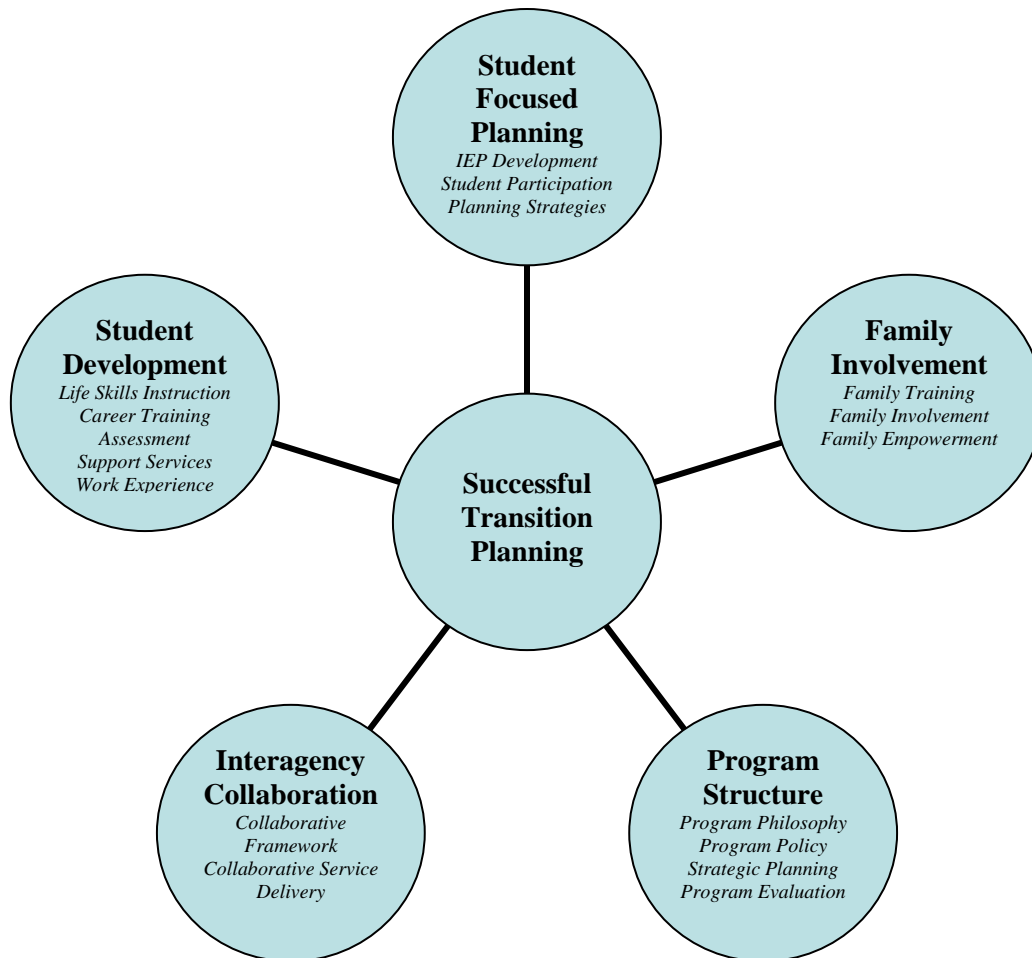 Student
Focused
Planning
IEP Development
Student Participation
Planning Strategies
Student
Development
Life Skills Instruction
Career Training
Assessment
Support Services
Work Experience
Family
Involvement
Family Training
Family Involvement
Family Empowerment
Successful
Transition
Planning
Interagency
Collaboration
Collaborative
Framework
Collaborative Service
Delivery
Program
Structure
Program Philosophy
Program Policy
Strategic Planning
Program Evaluation